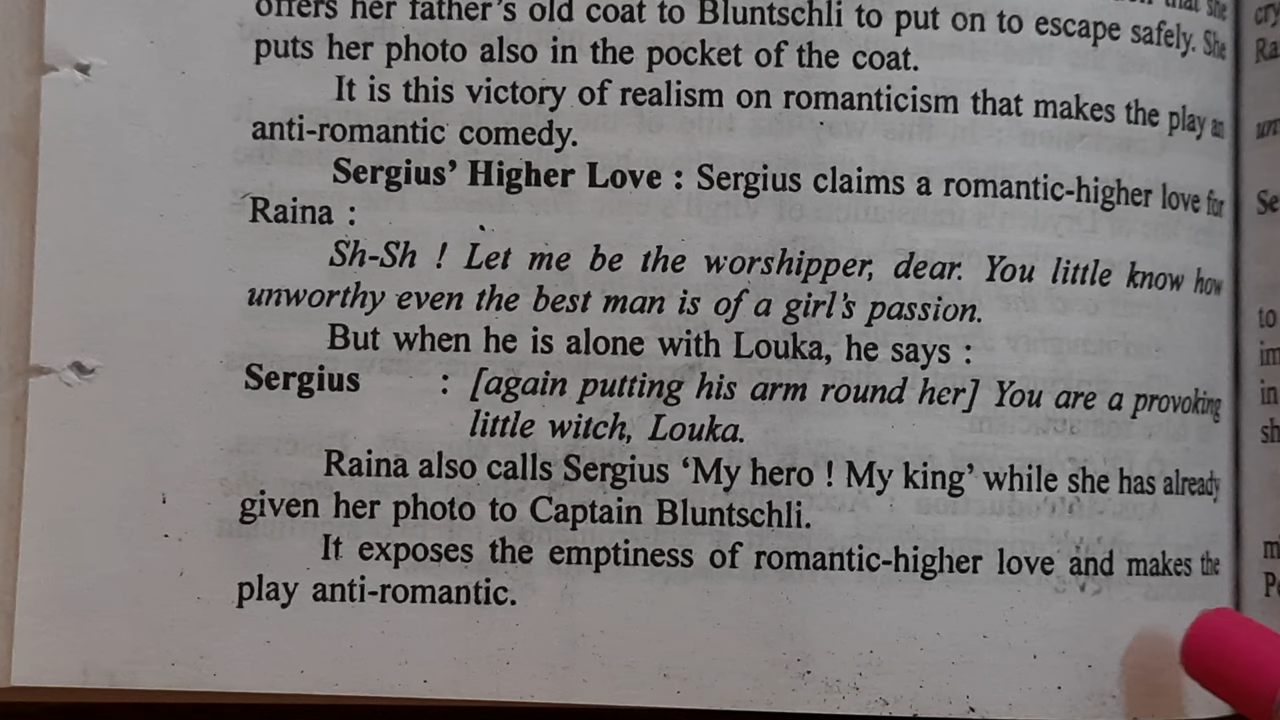 offers her father's old coat to Bluntschli to put on to escape safely. She
puts her photo also in the pocket of the coat.
It is this victory of realism on romanticism that makes the play an
anti-romantic comedy.
Sergius' Higher Love : Sergius claims a romantic-higher love for
Raina :
Sh-Sh ! Let me be the worshipper, dear. You little know how
unworthy even the best man is of a girl's passion.
But when he is alone with Louka, he says :
Sergius : [again putting his arm round her] You are a provoking
little witch, Louka.
Raina also calls Sergius 'My hero ! My king' while she has already
given her photo to Captain Bluntschli.
It exposes the emptiness of romantic-higher love and makes the
play anti-romantic.
Ra
Se
to
im
in
sh